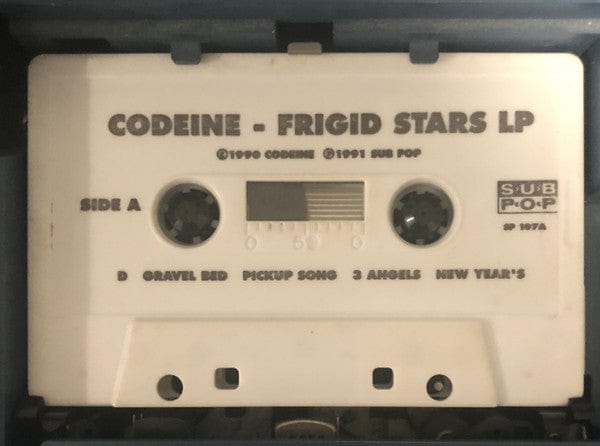 CODEINE - FRIGID STARS LP
©1990 CODEINE ℗1991 SUB POP
SIDE A
SUB
POP
SP 107A
0 50 0
D GRAVEL BED PICKUP SONG 3 ANGELS NEW YEAR'S